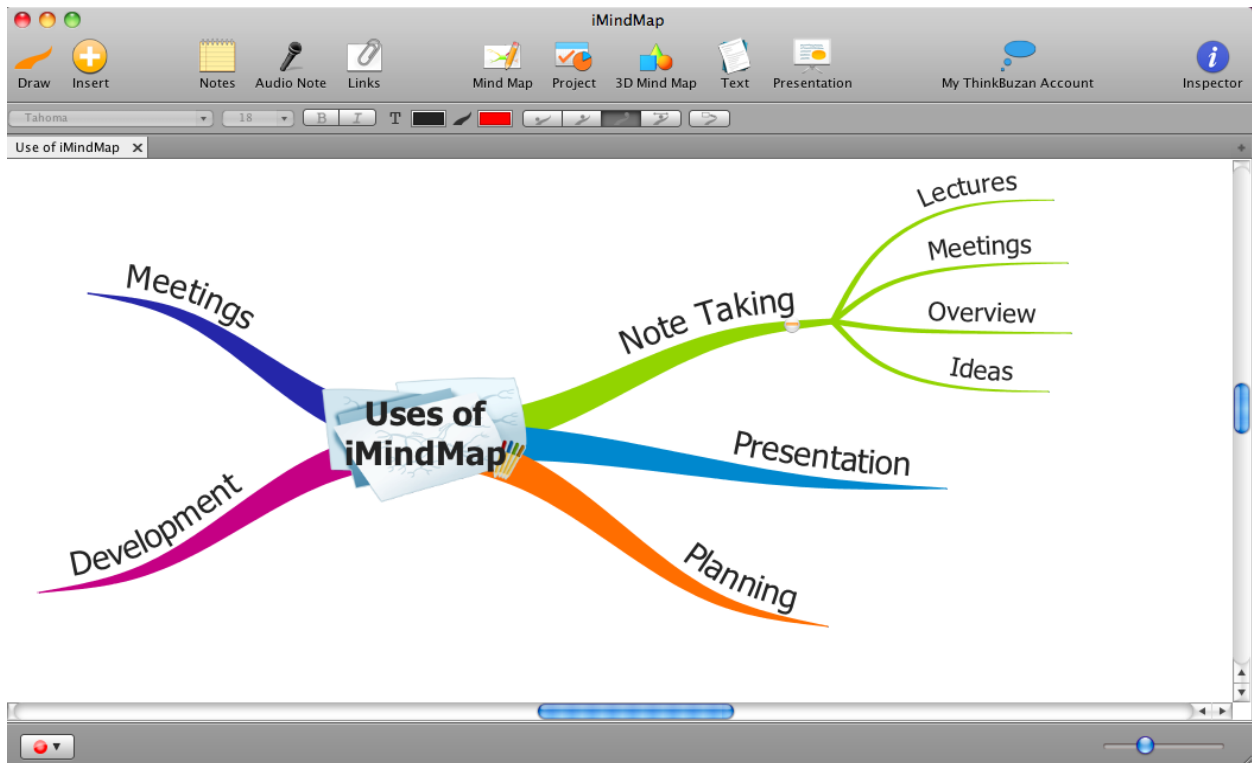 iMindMap
Draw Insert Notes Audio Note Links Mind Map Project 3D Mind Map Text Presentation My ThinkBuzan Account Inspector
Tahoma 18 B I T
Use of iMindMap
Lectures
Meetings
Overview
Ideas
Note Taking
Meetings
Uses of
iMindMap
Presentation
Development
Planning